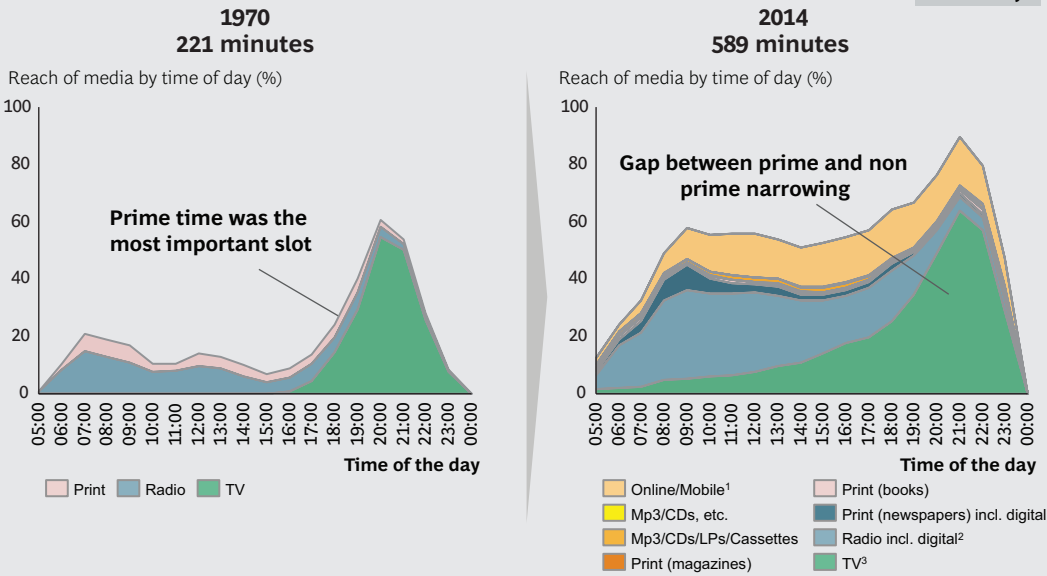 1970
221 minutes
Reach of media by time of day (%)
100
80
60
40
20
0
Prime time was the
most important slot
05:00
06:00
07:00
08:00
09:00
10:00
11:00
12:00
13:00
14:00
15:00
16:00
17:00
18:00
19:00
20:00
21:00
22:00
23:00
00:00
Time of the day
Print Radio TV
2014
589 minutes
Reach of media by time of day (%)
100
80
60
40
20
0
Gap between prime and non
prime narrowing
05:00
06:00
07:00
08:00
09:00
10:00
11:00
12:00
13:00
14:00
15:00
16:00
17:00
18:00
19:00
20:00
21:00
22:00
23:00
00:00
Time of the day
Online/Mobile¹
Mp3/CDs, etc.
Mp3/CDs/LPs/Cassettes
Print (magazines)
Print (books)
Print (newspapers) incl. digital
Radio incl. digital²
TV³